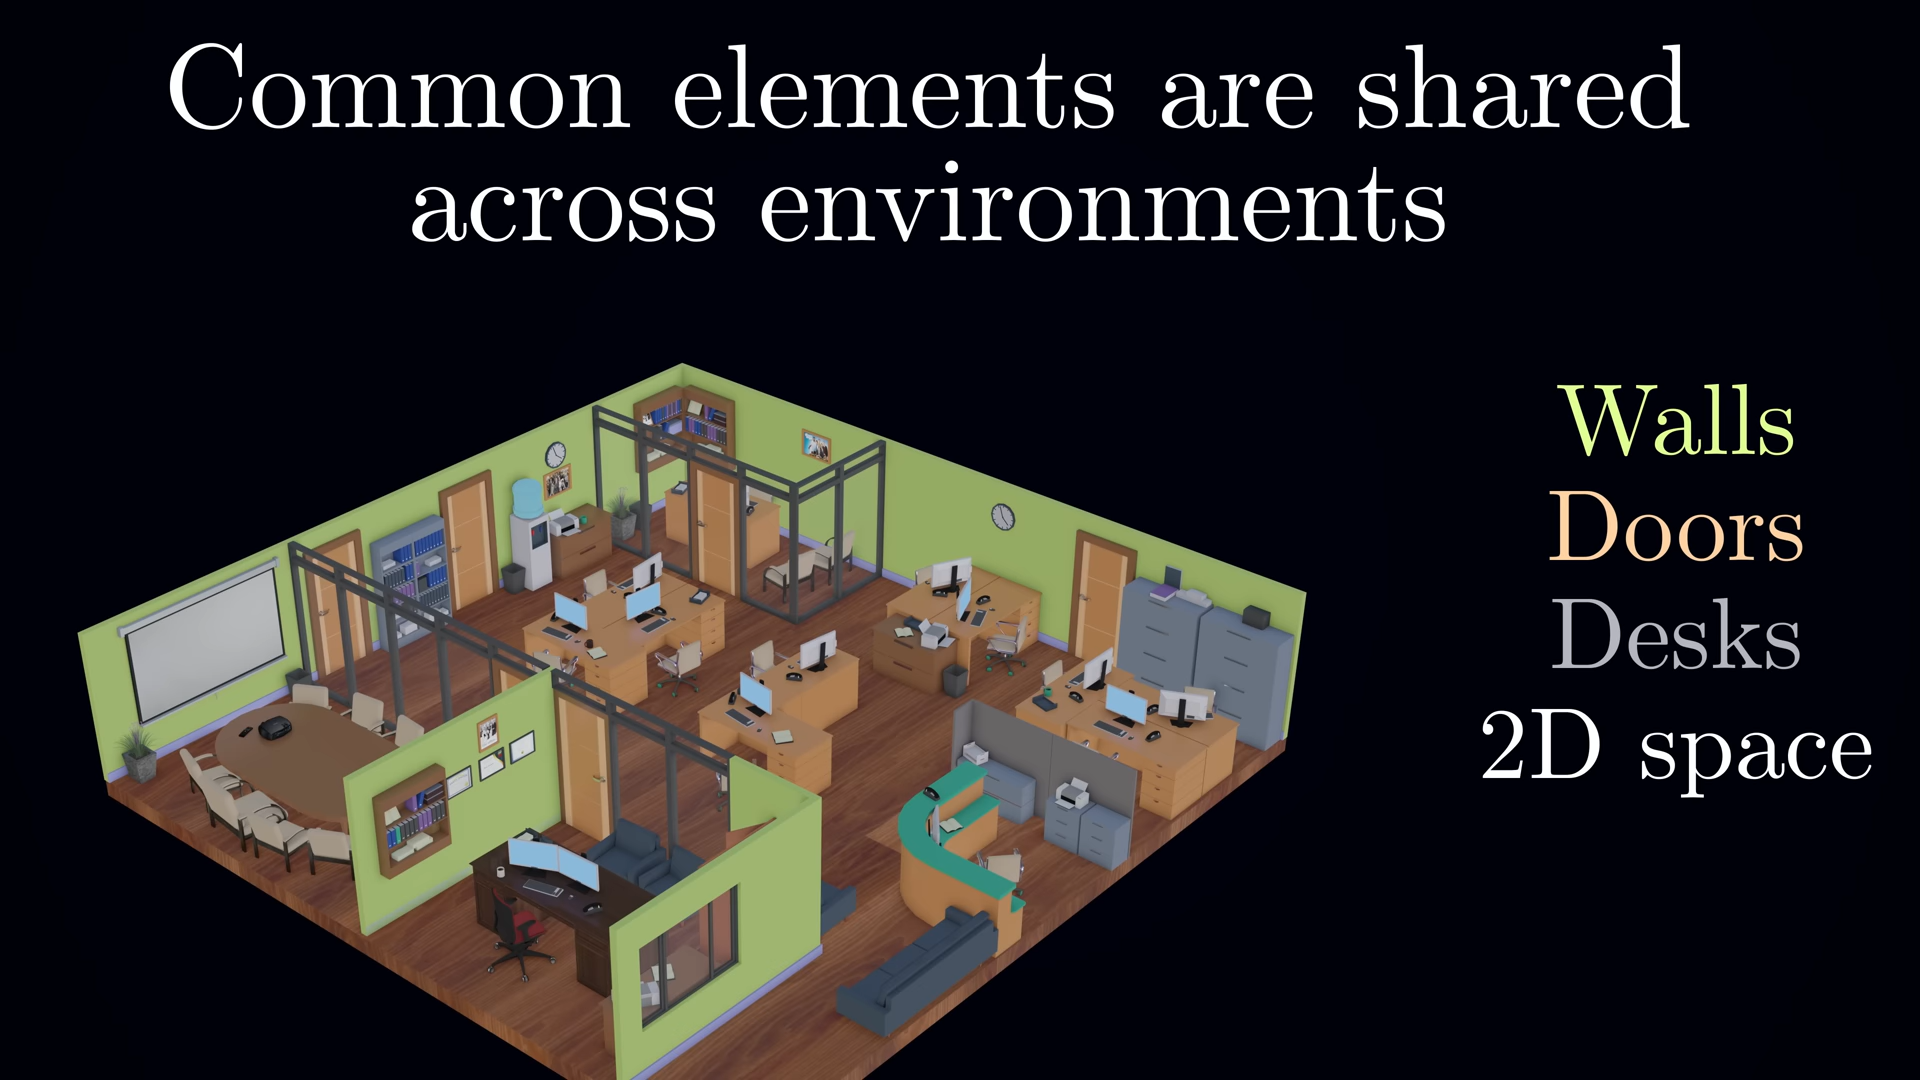 Common elements are shared
across environments
Walls
Doors
Desks
2D space